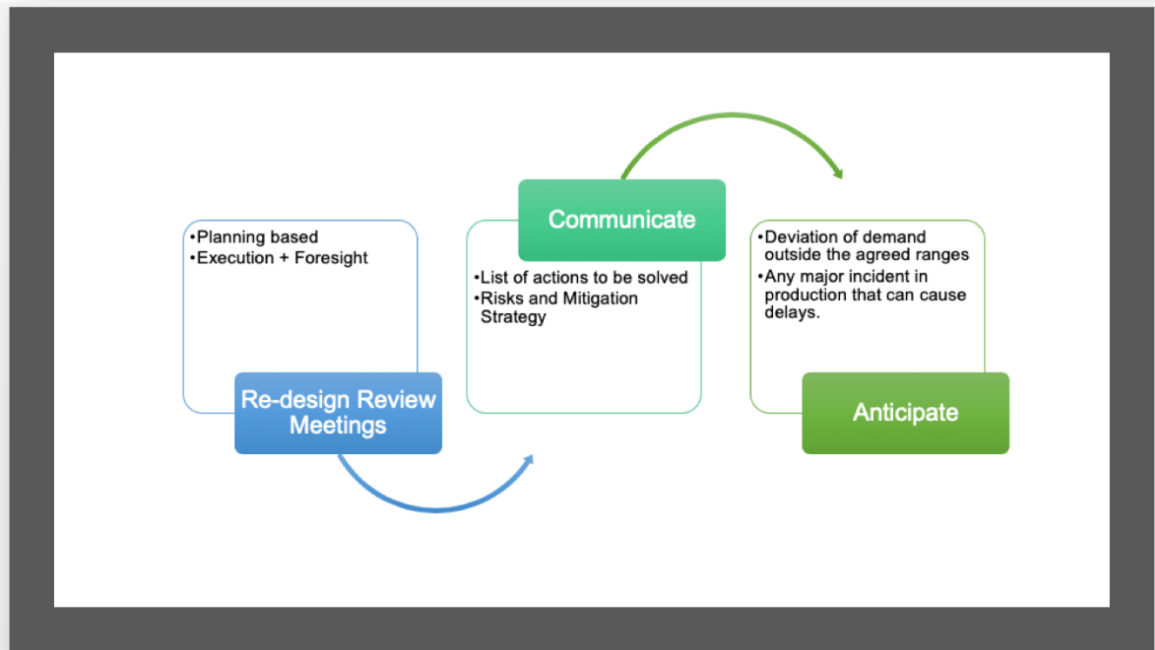 •Planning based
•Execution + Foresight
Re-design Review
Meetings
Communicate
•List of actions to be solved
•Risks and Mitigation
Strategy
•Deviation of demand
outside the agreed ranges
•Any major incident in
production that can cause
delays.
Anticipate